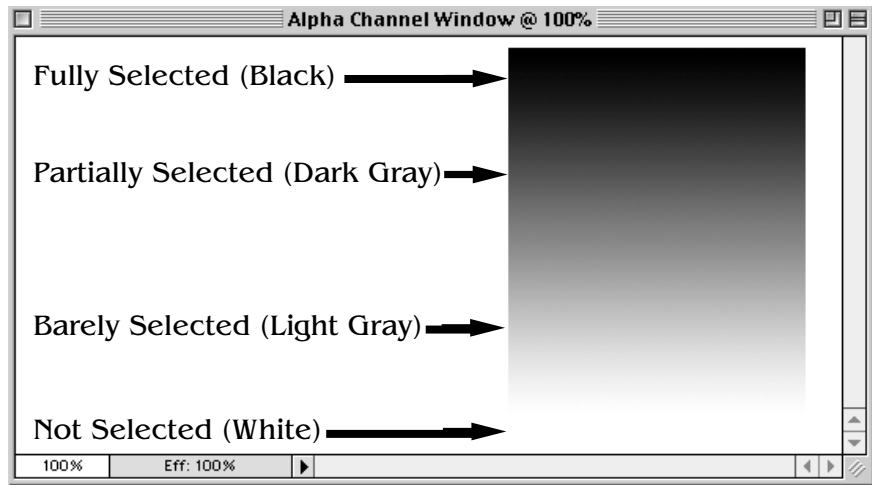 Alpha Channel Window @ 100%
Fully Selected (Black)
Partially Selected (Dark Gray)
Barely Selected (Light Gray)
Not Selected (White)
100% Eff: 100%